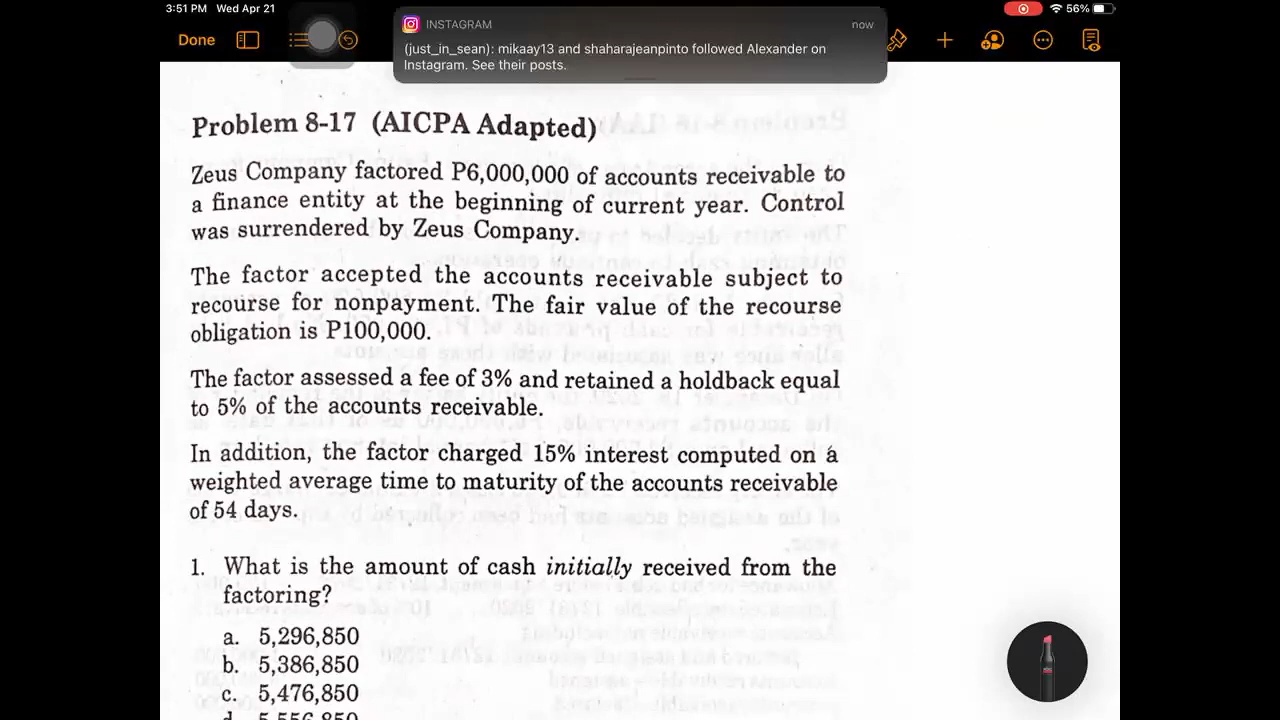 3:51 PM Wed Apr 21
56%
Done
INSTAGRAM
now
(just_in_sean): mikaay13 and shaharajeanpinto followed Alexander on
Instagram. See their posts.
Problem 8-17 (AICPA Adapted)
Zeus Company factored P6,000,000 of accounts receivable to
a finance entity at the beginning of current year. Control
was surrendered by Zeus Company.
The factor accepted the accounts receivable subject to
recourse for nonpayment. The fair value of the recourse
obligation is P100,000.
The factor assessed a fee of 3% and retained a holdback equal
to 5% of the accounts receivable.
In addition, the factor charged 15% interest computed on a
weighted average time to maturity of the accounts receivable
of 54 days.
1. What is the amount of cash initially received from the
factoring?
a. 5,296,850
b. 5,386,850
c. 5,476,850
d. 5,556,850